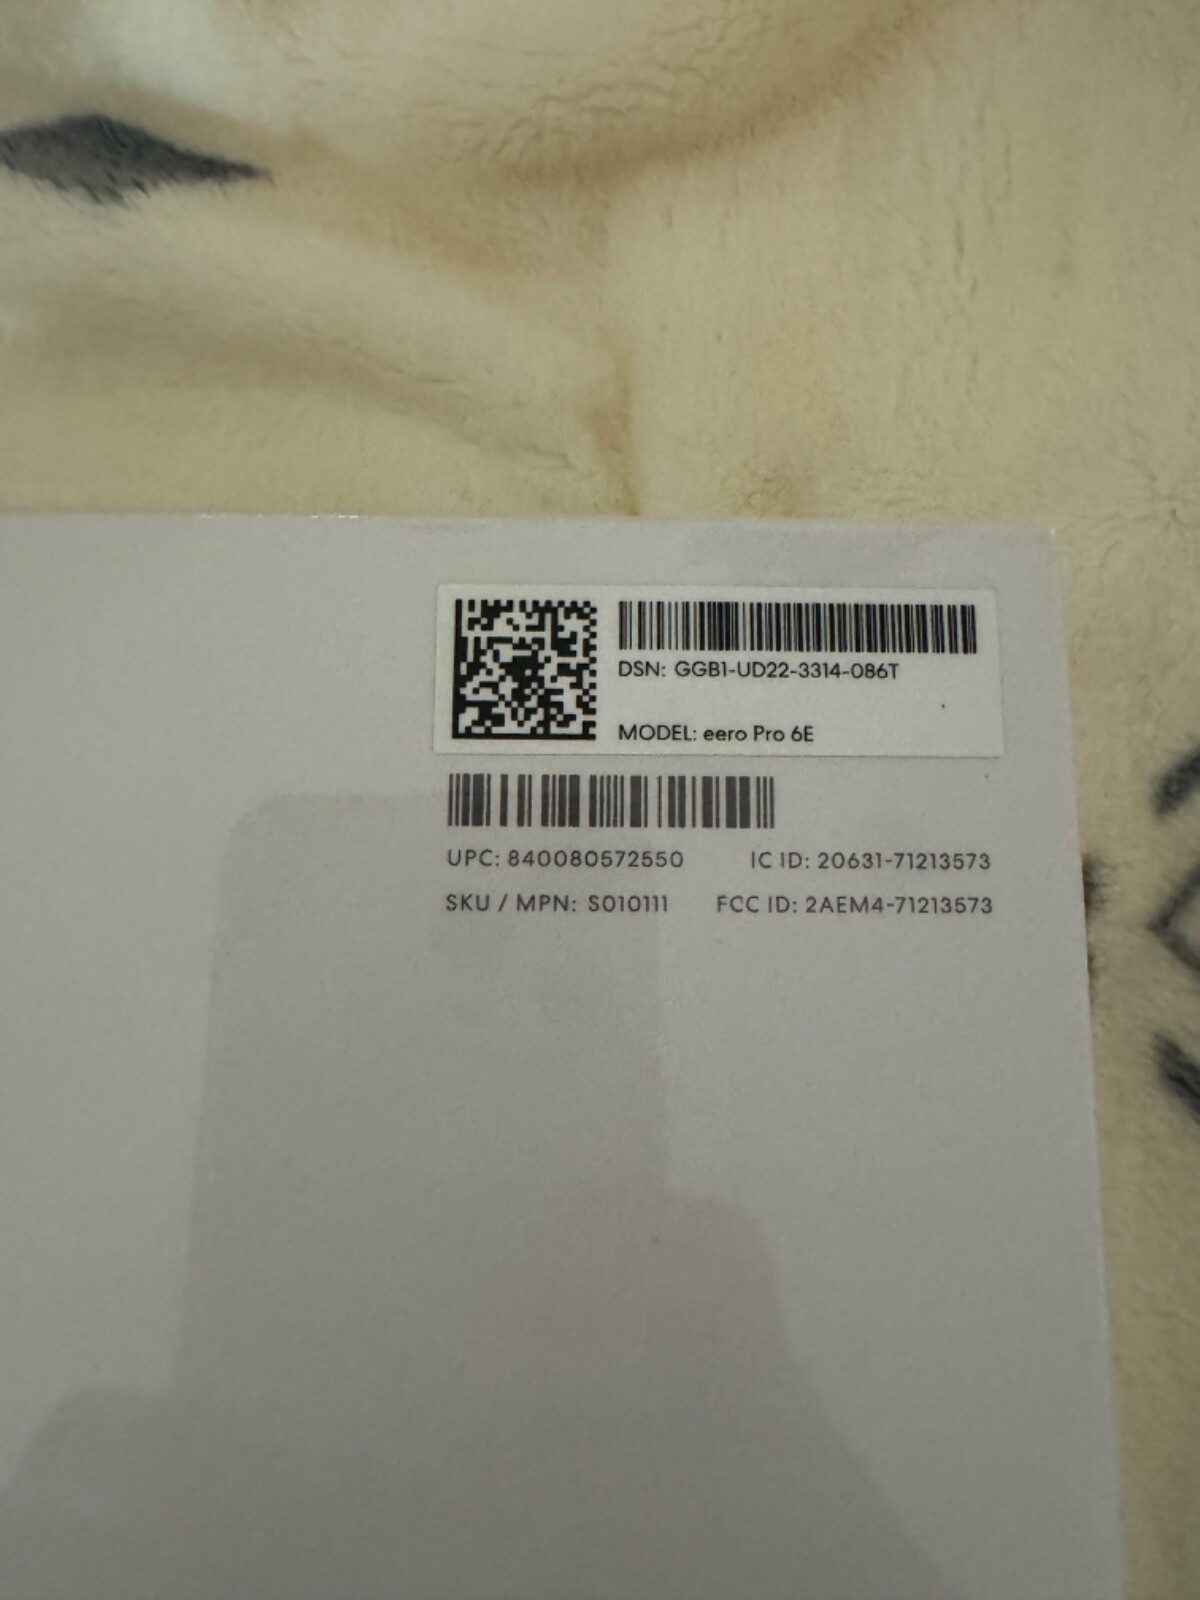 DSN: GGB1-UD22-3314-086T
MODEL: eero Pro 6E
UPC: 840080572550 IC ID: 20631-71213573
SKU / MPN: S010111 FCC ID: 2AEM4-71213573